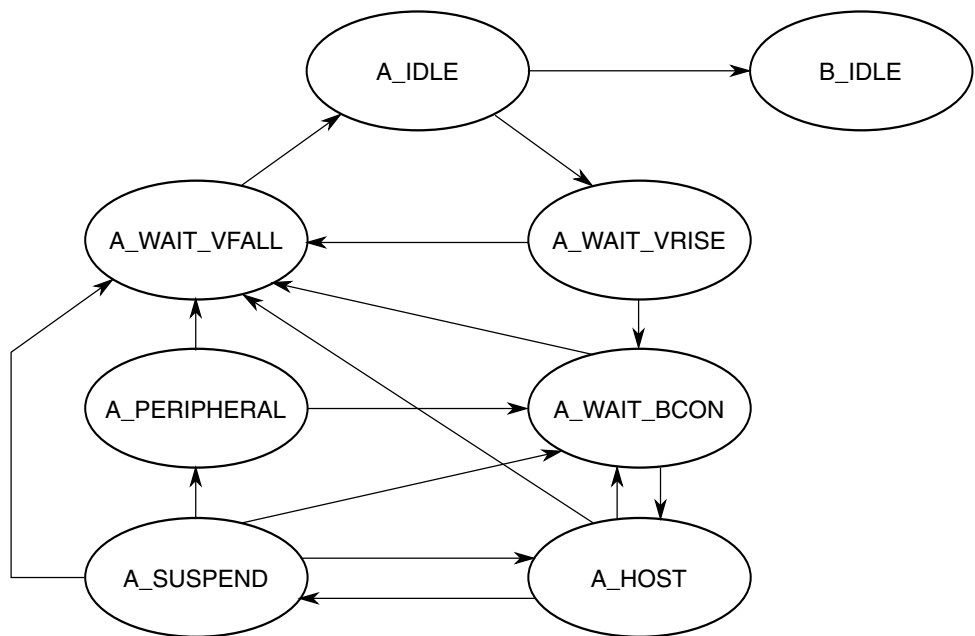 A_IDLE
B_IDLE
A_WAIT_VFALL
A_WAIT_VRISE
A_PERIPHERAL
A_WAIT_BCON
A_SUSPEND
A_HOST